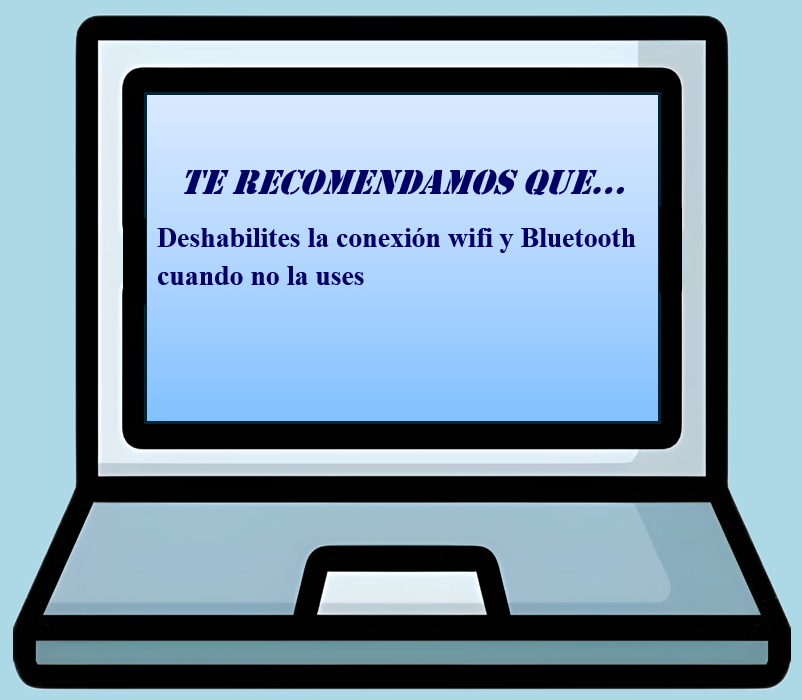 TE RECOMENDAMOS QUE...
Deshabilites la conexión wifi y Bluetooth
cuando no la uses